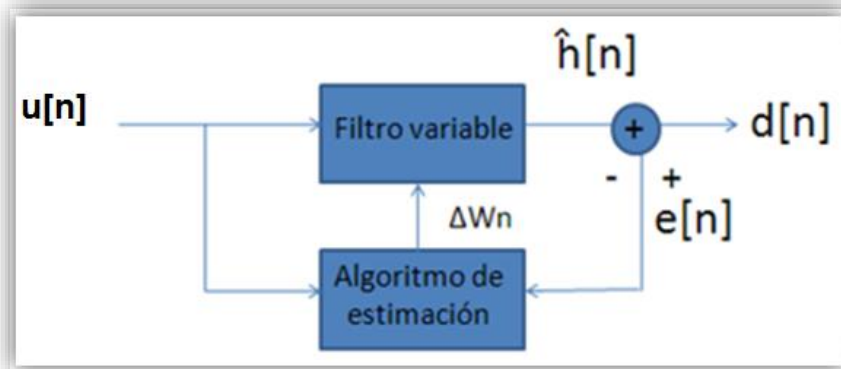 ĥ[n]
u[n]
Filtro variable
+
d[n]
- +
ΔWn
e[n]
Algoritmo de
estimación